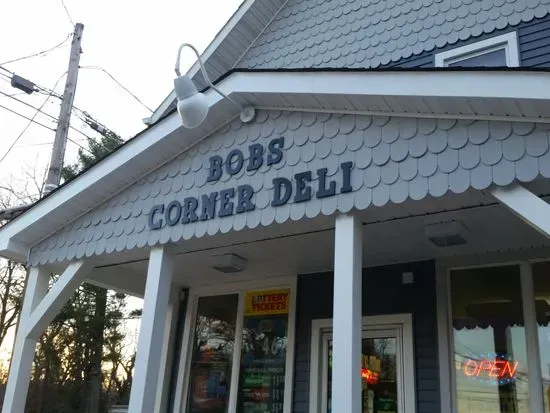 BOBS
CORNER DELI
LOTTERY
TICKETS
OPEN